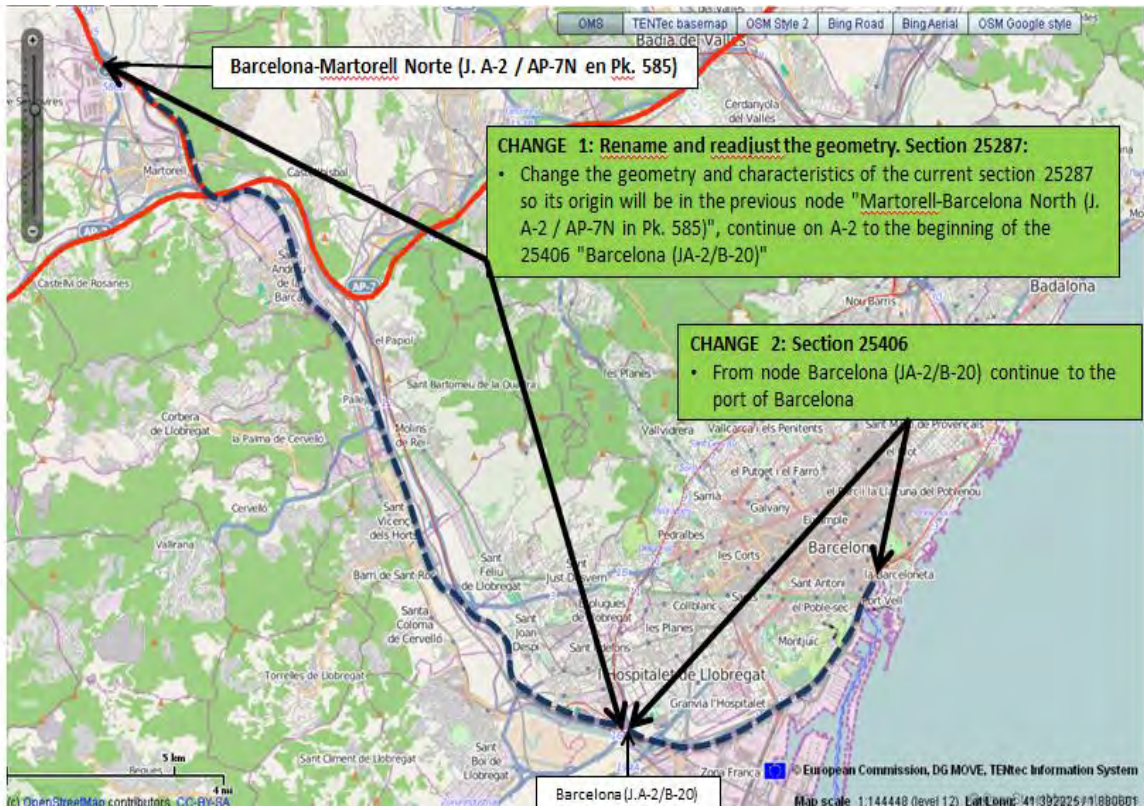 OMS TENTec basemap OSM Style 2 Bing Road Bing Aerial OSM Google style
Badia del Vallès
Barcelona-Martorell Norte (J. A-2 / AP-7N en Pk. 585)
Cerdanyola
del Vallès
CHANGE 1: Rename and readjust the geometry. Section 25287:
• Change the geometry and characteristics of the current section 25287
so its origin will be in the previous node "Martorell-Barcelona North (J.
A-2 / AP-7N in Pk. 585)", continue on A-2 to the beginning of the
25406 "Barcelona (JA-2/B-20)"
Martorell
Castellví de Rosanes
Sant
Andreu
de la
Barca
AP-7
Nou Barris
Badalona
el Papiol
CHANGE 2: Section 25406
• From node Barcelona (JA-2/B-20) continue to the
port of Barcelona
les Planes
Sant Bartomeu de la Quadra
Corbera
de Llobregat
la Palma de Cervelló
Molins
de Rei
Vallvidrera
Vallcarca i els Penitents
el Putget i el Farró
Sarrià
Galvany
Cervelló
Vallirana
Sant
Vicenç
dels Horts
Pedralbes
les Corts
Barcelona
la Barceloneta
Sant Antoni
Port Vell
Sant
Feliu
de Llobregat
Sant
Just Desvern
Collblanc
el Poble-sec
Santa
Coloma
de Cervelló
Sant
Joan
Despí
les Planes
Montjuïc
l'Hospitalet de Llobregat
Torrelles de Llobregat
Granvia l'Hospitalet
Sant Climent de Llobregat
Sant
Boi de
Llobregat
Zona Franca
5 km
4 mi
Barcelona (J.A-2/B-20)
© European Commission, DG MOVE, TENtec Information System
(c) OpenStreetMap contributors, CC-BY-SA
Map scale 1:144448 (level 12)